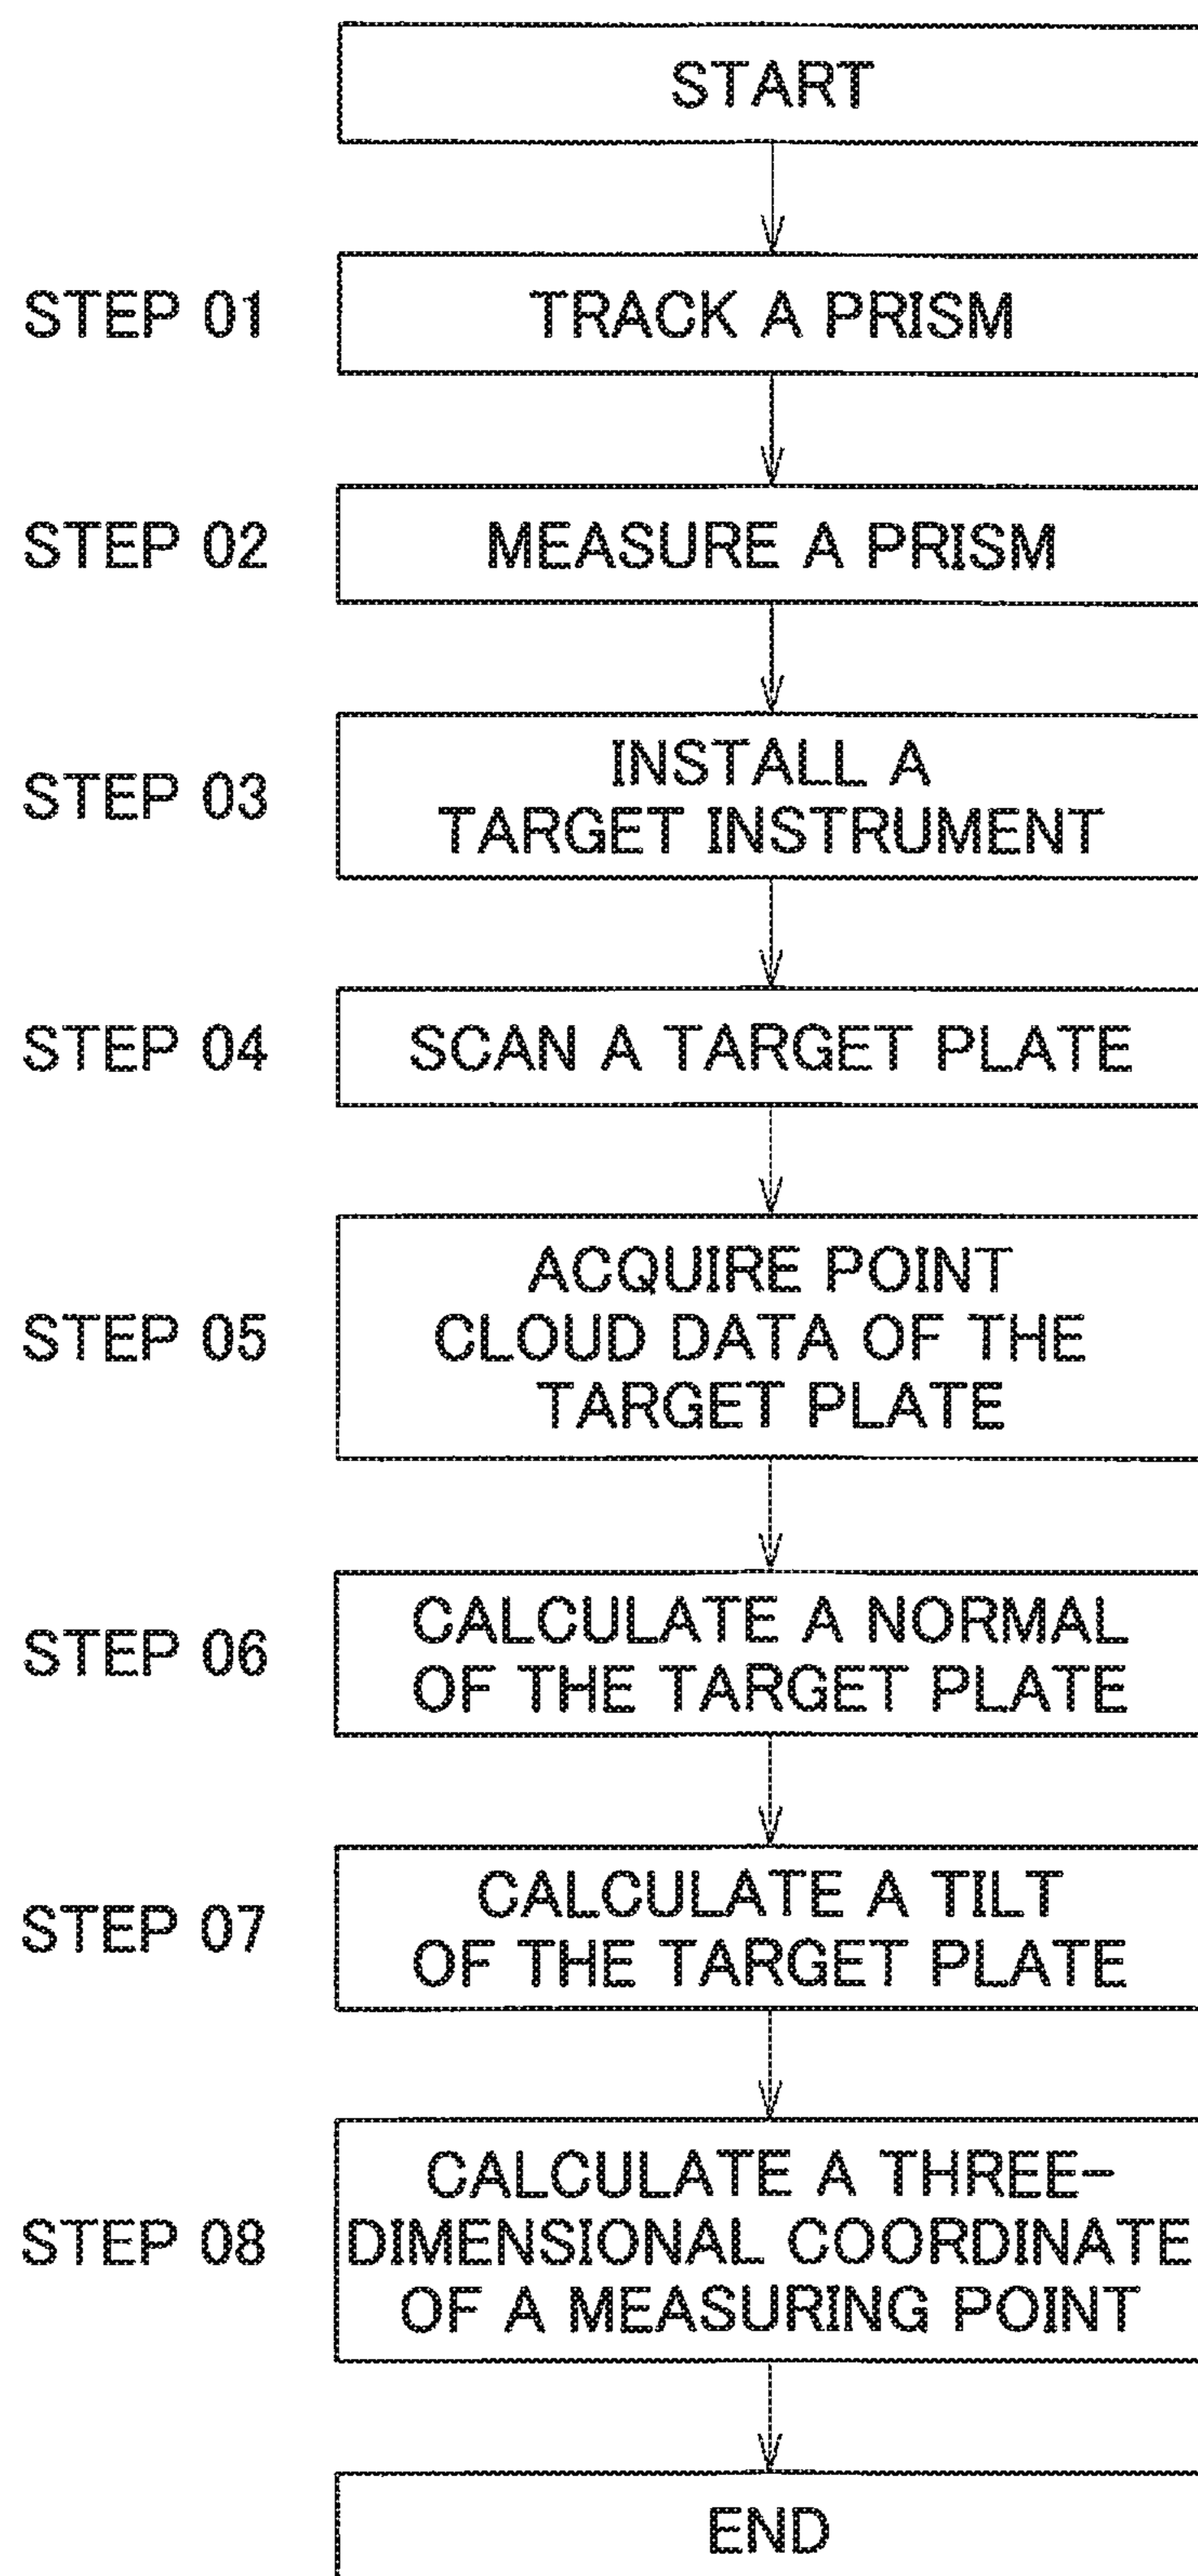 START
STEP 01
TRACK A PRISM
STEP 02
MEASURE A PRISM
STEP 03
INSTALL A
TARGET INSTRUMENT
STEP 04
SCAN A TARGET PLATE
STEP 05
ACQUIRE POINT
CLOUD DATA OF THE
TARGET PLATE
STEP 06
CALCULATE A NORMAL
OF THE TARGET PLATE
STEP 07
CALCULATE A TILT
OF THE TARGET PLATE
STEP 08
CALCULATE A THREE-
DIMENSIONAL COORDINATE
OF A MEASURING POINT
END